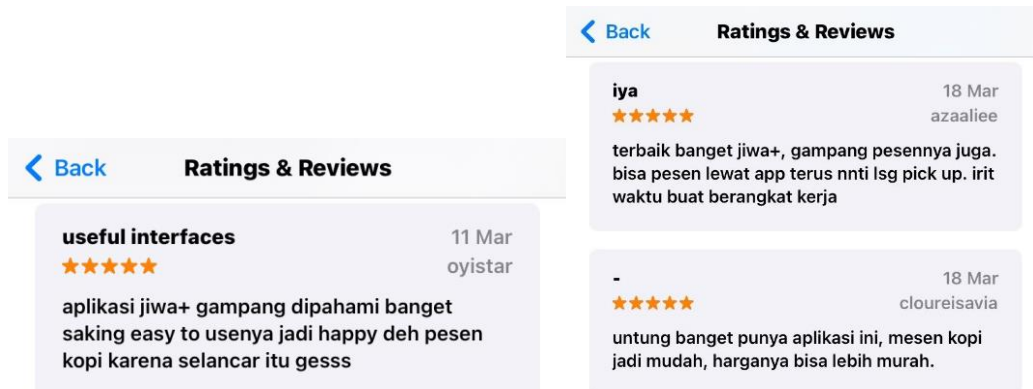 Back Ratings & Reviews
useful interfaces 11 Mar
oyistar
aplikasi jiwa+ gampang dipahami banget
saking easy to usenya jadi happy deh pesen
kopi karena selancar itu gesss
Back Ratings & Reviews
iya 18 Mar
azaaliee
terbaik banget jiwa+, gampang pesennya juga.
bisa pesen lewat app terus nnti lsg pick up. irit
waktu buat berangkat kerja
- 18 Mar
cloureisavia
untung banget punya aplikasi ini, mesen kopi
jadi mudah, harganya bisa lebih murah.